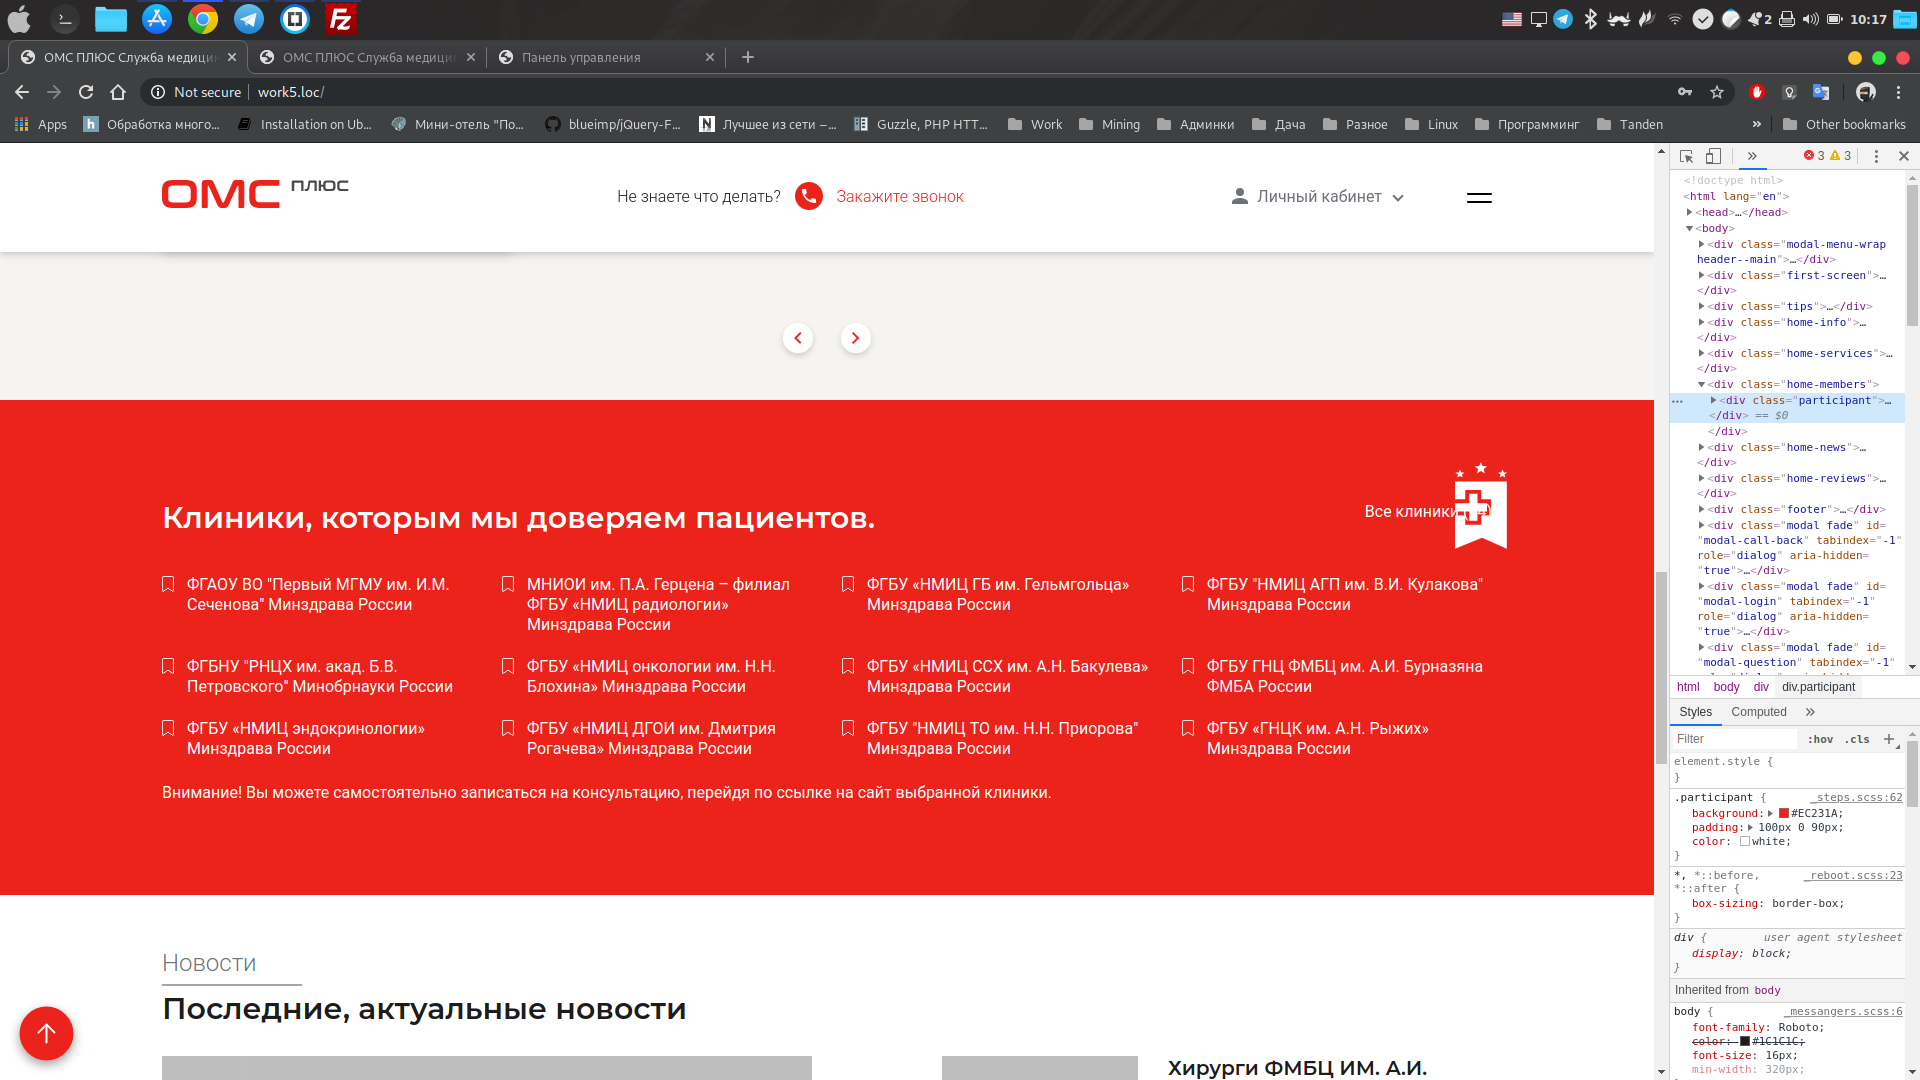 2
10:17
ОМС ПЛЮС Служба медицин
ОМС ПЛЮС Служба медицин
Панель управления
Not secure
work5.loc/
Apps
Обработка много...
Installation on Ub...
Мини-отель "По...
blueimp/jQuery-F...
Лучшее из сети –...
Guzzle, PHP HTT...
Work
Mining
Админки
Дача
Разное
Linux
Программинг
Tanden
»
Other bookmarks
ОМС ПЛЮС
Не знаете что делать?
Закажите звонок
Личный кабинет
Клиники, которым мы доверяем пациентов.
Все клиники
ФГАОУ ВО "Первый МГМУ им. И.М.
Сеченова" Минздрава России
МНИОИ им. П.А. Герцена – филиал
ФГБУ «НМИЦ радиологии»
Минздрава России
ФГБУ «НМИЦ ГБ им. Гельмгольца»
Минздрава России
ФГБУ "НМИЦ АГП им. В.И. Кулакова"
Минздрава России
ФГБНУ "РНЦХ им. акад. Б.В.
Петровского" Минобрнауки России
ФГБУ «НМИЦ онкологии им. Н.Н.
Блохина» Минздрава России
ФГБУ «НМИЦ ССХ им. А.Н. Бакулева»
Минздрава России
ФГБУ ГНЦ ФМБЦ им. А.И. Бурназяна
ФМБА России
ФГБУ «НМИЦ эндокринологии»
Минздрава России
ФГБУ «НМИЦ ДГОИ им. Дмитрия
Рогачева» Минздрава России
ФГБУ "НМИЦ ТО им. Н.Н. Приорова"
Минздрава России
ФГБУ «ГНЦК им. А.Н. Рыжих»
Минздрава России
Внимание! Вы можете самостоятельно записаться на консультацию, перейдя по ссылке на сайт выбранной клиники.
Новости
Последние, актуальные новости
Хирурги ФМБЦ ИМ. А.И.
» 3 3
<!doctype html>
<html lang="en">
<head>…</head>
<body>
<div class="modal-menu-wrap
header--main">…</div>
<div class="first-screen">…
</div>
<div class="tips">…</div>
<div class="home-info">…
</div>
<div class="home-services">…
</div>
<div class="home-members">
<div class="participant">…
</div> == $0
</div>
<div class="home-news">…
</div>
<div class="home-reviews">…
</div>
<div class="footer">…</div>
<div class="modal fade" id=
"modal-call-back" tabindex="-1"
role="dialog" aria-hidden=
"true">…</div>
<div class="modal fade" id=
"modal-login" tabindex="-1"
role="dialog" aria-hidden=
"true">…</div>
<div class="modal fade" id=
"modal-question" tabindex="-1"
html body div div.participant
Styles Computed »
Filter :hov .cls +
element.style {
}
.participant { _steps.scss:62
background: #EC231A;
padding: 100px 0 90px;
color: white;
}
*, *::before, _reboot.scss:23
*::after {
box-sizing: border-box;
}
div { user agent stylesheet
display: block;
}
Inherited from body
body { _messangers.scss:6
font-family: Roboto;
color: #1C1C1C;
font-size: 16px;
min-width: 320px;